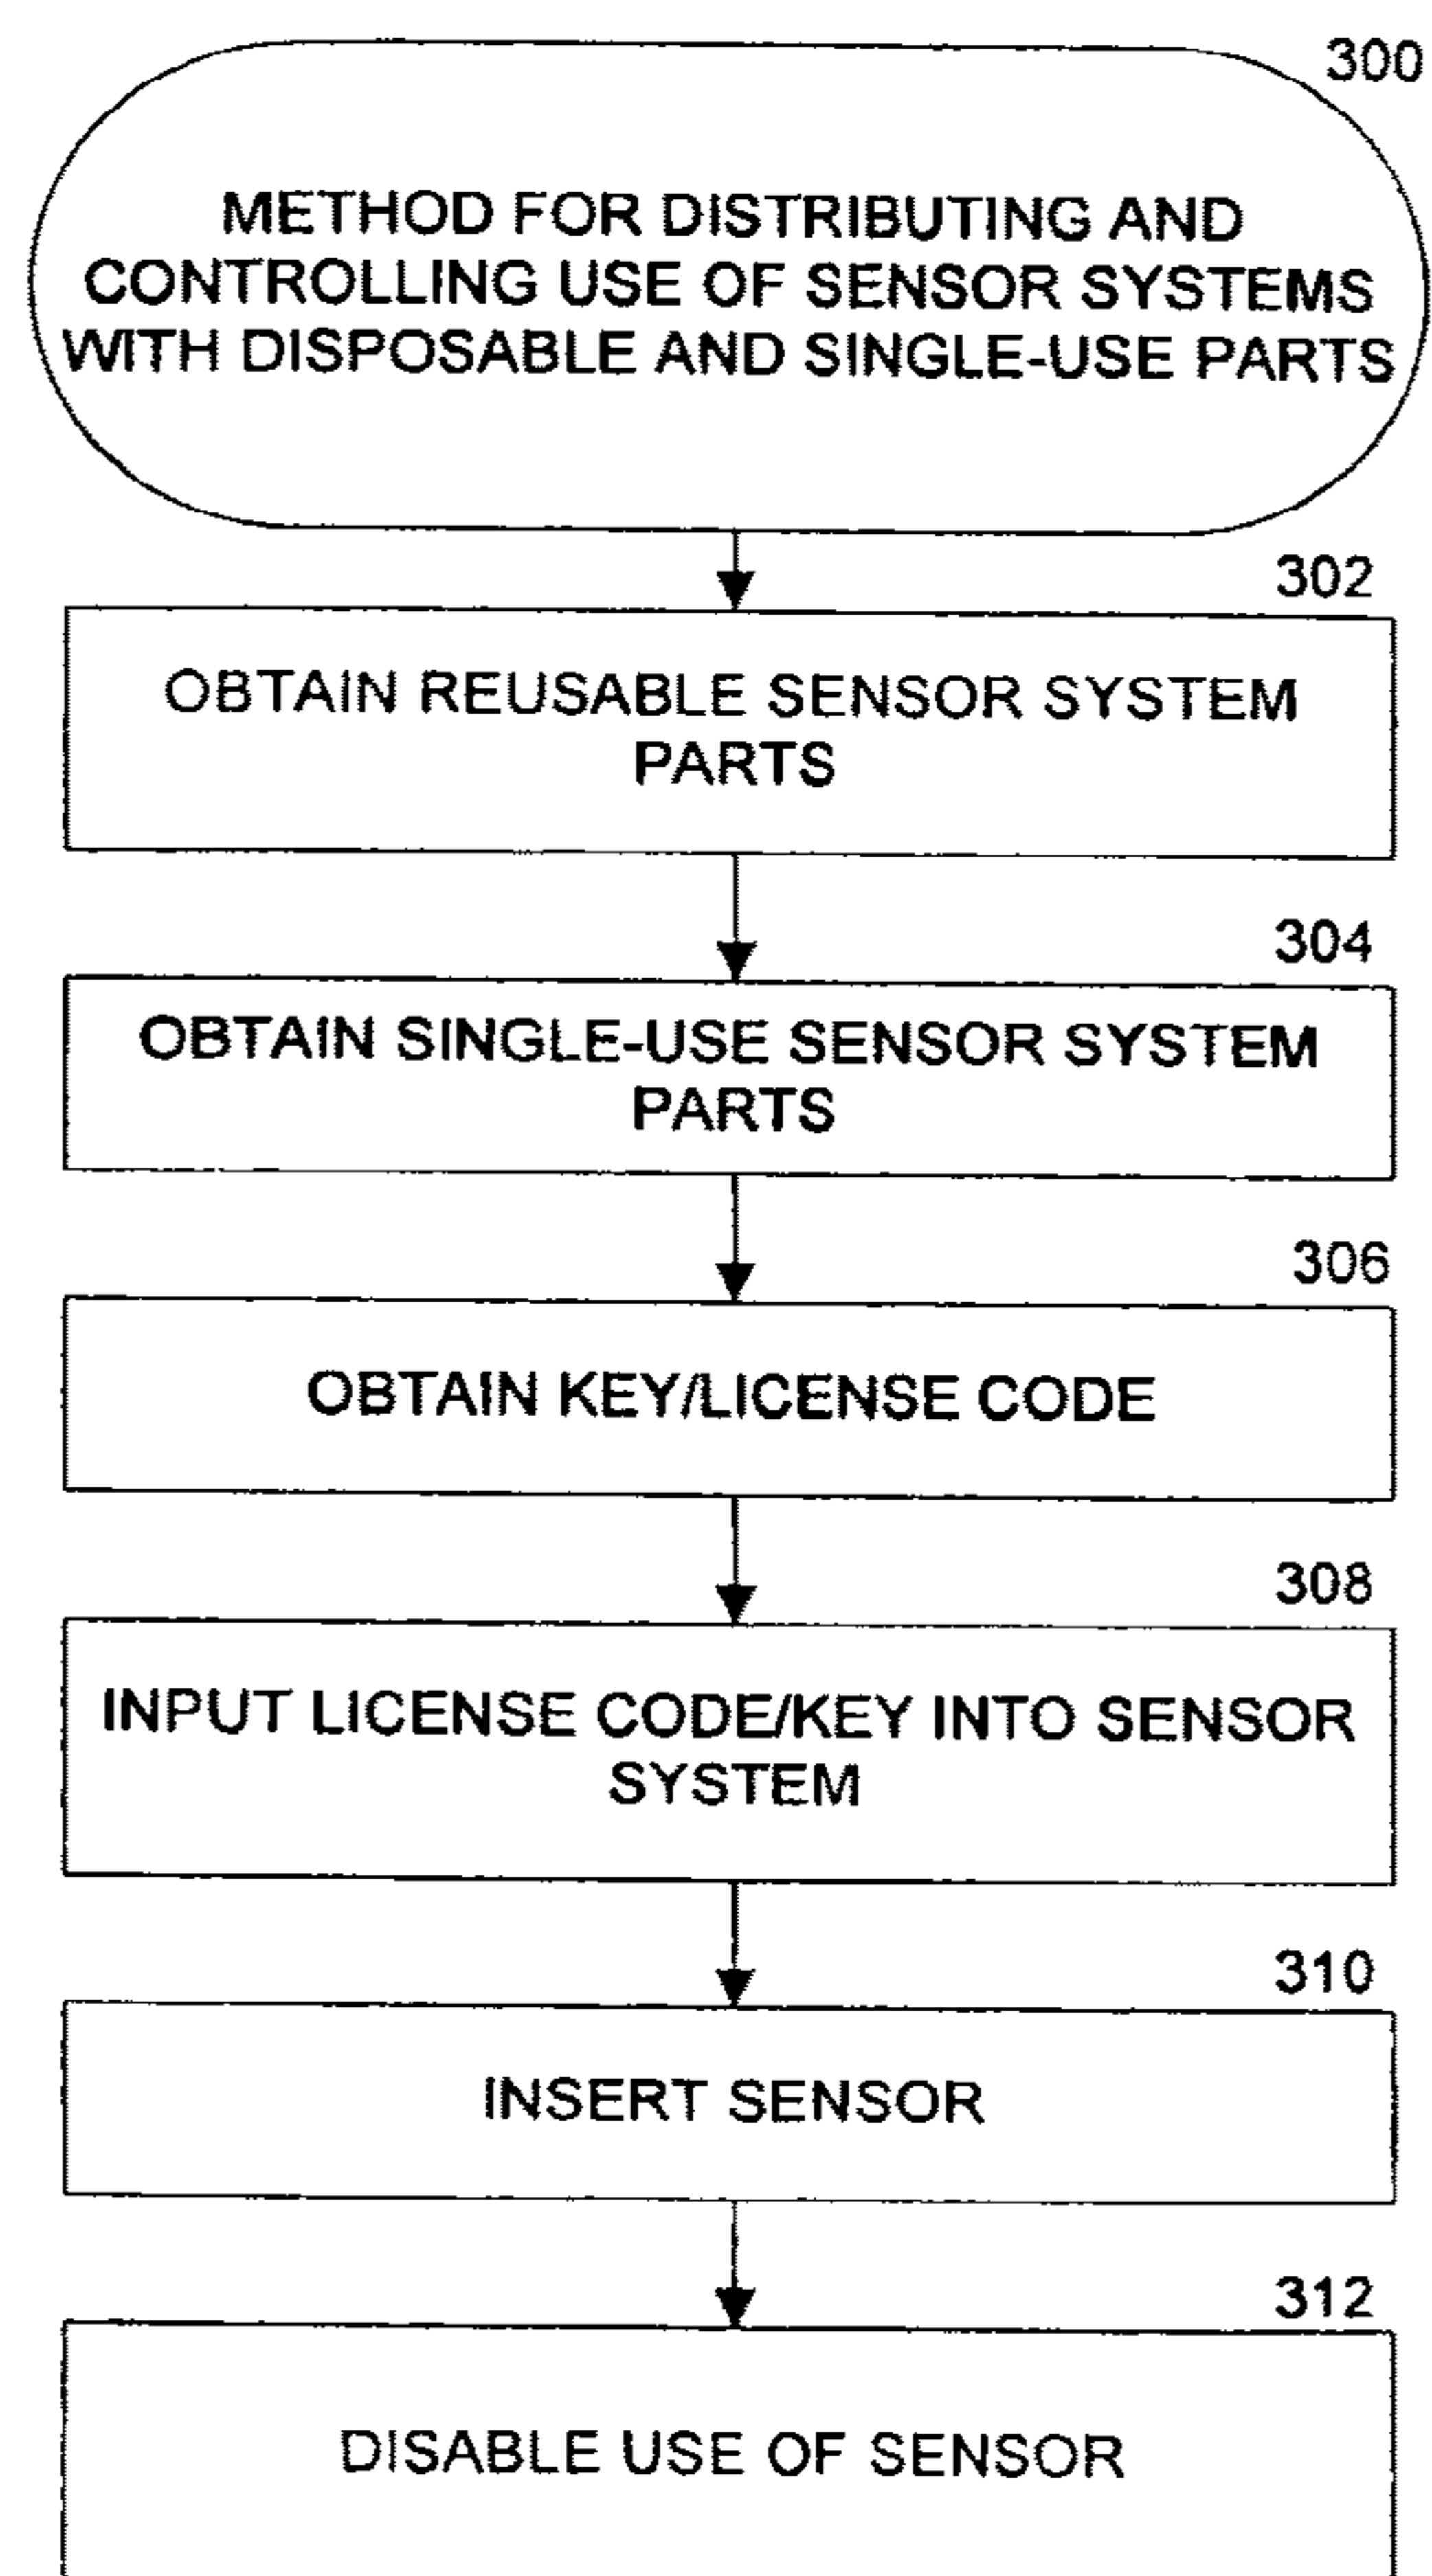 300
METHOD FOR DISTRIBUTING AND
CONTROLLING USE OF SENSOR SYSTEMS
WITH DISPOSABLE AND SINGLE-USE PARTS
302
OBTAIN REUSABLE SENSOR SYSTEM
PARTS
304
OBTAIN SINGLE-USE SENSOR SYSTEM
PARTS
306
OBTAIN KEY/LICENSE CODE
308
INPUT LICENSE CODE/KEY INTO SENSOR
SYSTEM
310
INSERT SENSOR
312
DISABLE USE OF SENSOR